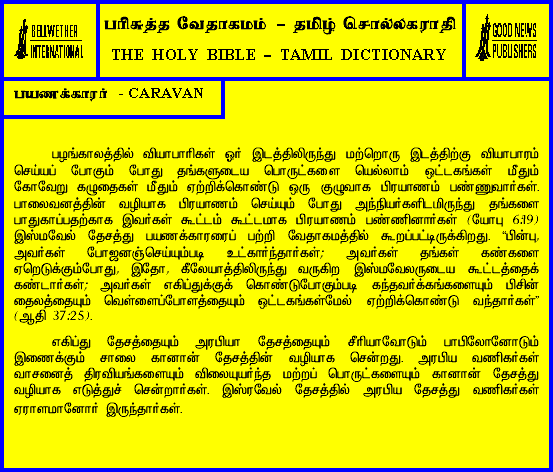 BELLWETHER
INTERNATIONAL
பரிசுத்த வேதாகமம் – தமிழ் சொல்லகராதி
THE HOLY BIBLE – TAMIL DICTIONARY
GOOD NEWS
PUBLISHERS
பயணக்காரர் - CARAVAN
பழங்காலத்தில் வியாபாரிகள் ஓர் இடத்திலிருந்து மற்றொரு இடத்திற்கு வியாபாரம்
செய்யப் போகும் போது தங்களுடைய பொருட்களை யெல்லாம் ஒட்டகங்கள் மீதும்
கோவேறு கழுதைகள் மீதும் ஏற்றிக்கொண்டு ஒரு குழுவாக பிரயாணம் பண்ணுவார்கள்.
பாலைவனத்தின் வழியாக பிரயாணம் செய்யும் போது அந்நியர்களிடமிருந்து தங்களை
பாதுகாப்பதற்காக இவர்கள் கூட்டம் கூட்டமாக பிரயாணம் பண்ணினார்கள் (யோபு 6:19)
இஸ்மவேல் தேசத்து பயணக்காரரைப் பற்றி வேதாகமத்தில் கூறப்பட்டிருக்கிறது. “பின்பு,
அவர்கள் போஜனஞ்செய்யும்படி உட்கார்ந்தார்கள்; அவர்கள் தங்கள் கண்களை
ஏறெடுக்கும்போது, இதோ, கீலேயாத்திலிருந்து வருகிற இஸ்மவேலருடைய கூட்டத்தைக்
கண்டார்கள்; அவர்கள் எகிப்துக்குக் கொண்டுபோகும்படி கந்தவர்க்கங்களையும் பிசின்
தைலத்தையும் வெள்ளைப்போளத்தையும் ஒட்டகங்கள்மேல் ஏற்றிக்கொண்டு வந்தார்கள்”
(ஆதி 37:25).
எகிப்து தேசத்தையும் அரபியா தேசத்தையும் சீரியாவோடும் பாபிலோனோடும்
இணைக்கும் சாலை கானான் தேசத்தின் வழியாக சென்றது. அரபிய வணிகர்கள்
வாசனைத் திரவியங்களையும் விலையுயர்ந்த மற்றப் பொருட்களையும் கானான் தேசத்து
வழியாக எடுத்துச் சென்றார்கள். இஸ்ரவேல் தேசத்தில் அரபிய தேசத்து வணிகர்கள்
ஏராளமானோர் இருந்தார்கள்.